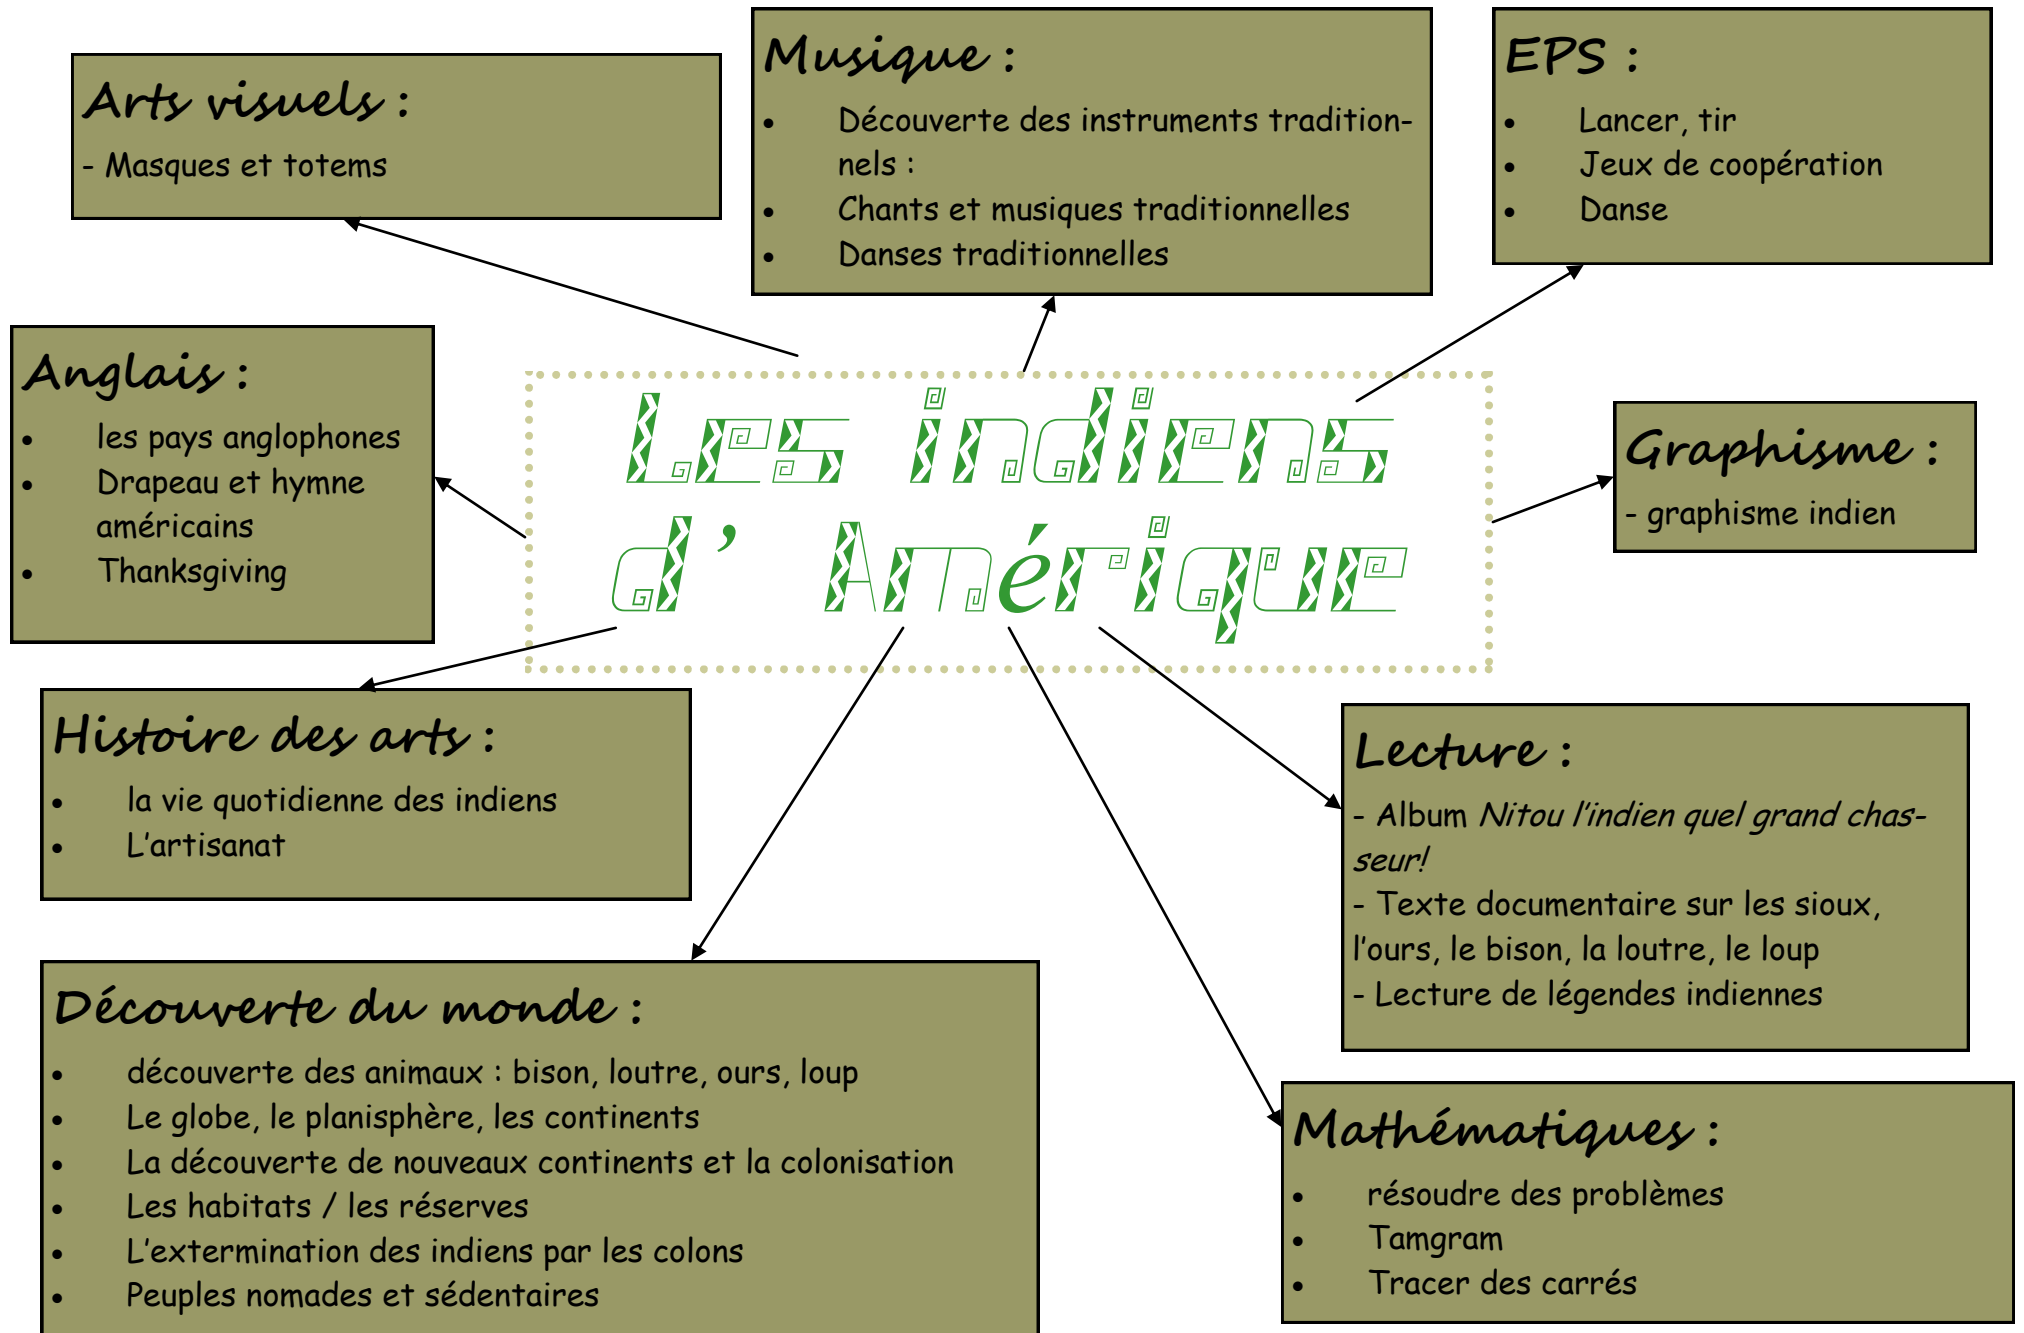 Arts visuels :
- Masques et totems
Musique :
• Découverte des instruments tradition-
nels :
• Chants et musiques traditionnelles
• Danses traditionnelles
EPS :
• Lancer, tir
• Jeux de coopération
• Danse
Anglais :
• les pays anglophones
• Drapeau et hymne
américains
• Thanksgiving
Les indiens
d' Amérique
Graphisme :
- graphisme indien
Histoire des arts :
• la vie quotidienne des indiens
• L'artisanat
Lecture :
- Album Nitou l'indien quel grand chas-
seur!
- Texte documentaire sur les sioux,
l'ours, le bison, la loutre, le loup
- Lecture de légendes indiennes
Découverte du monde :
• découverte des animaux : bison, loutre, ours, loup
• Le globe, le planisphère, les continents
• La découverte de nouveaux continents et la colonisation
• Les habitats / les réserves
• L'extermination des indiens par les colons
• Peuples nomades et sédentaires
Mathématiques :
• résoudre des problèmes
• Tamgram
• Tracer des carrés